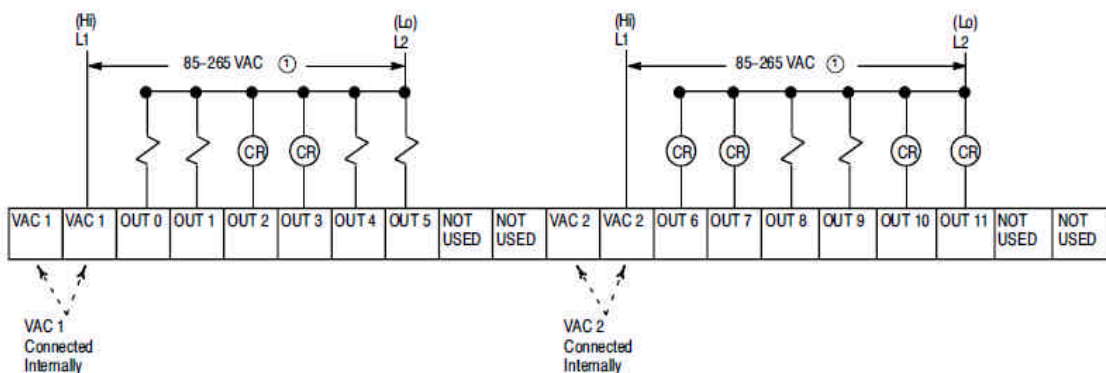 (Hi)
L1
(Lo)
L2
85–265 VAC ①
CR
CR
(Hi)
L1
(Lo)
L2
85–265 VAC ①
CR
CR
CR
CR
VAC 1
VAC 1
OUT 0
OUT 1
OUT 2
OUT 3
OUT 4
OUT 5
NOT
USED
NOT
USED
VAC 2
VAC 2
OUT 6
OUT 7
OUT 8
OUT 9
OUT 10
OUT 11
NOT
USED
NOT
USED
VAC 1
Connected
Internally
VAC 2
Connected
Internally